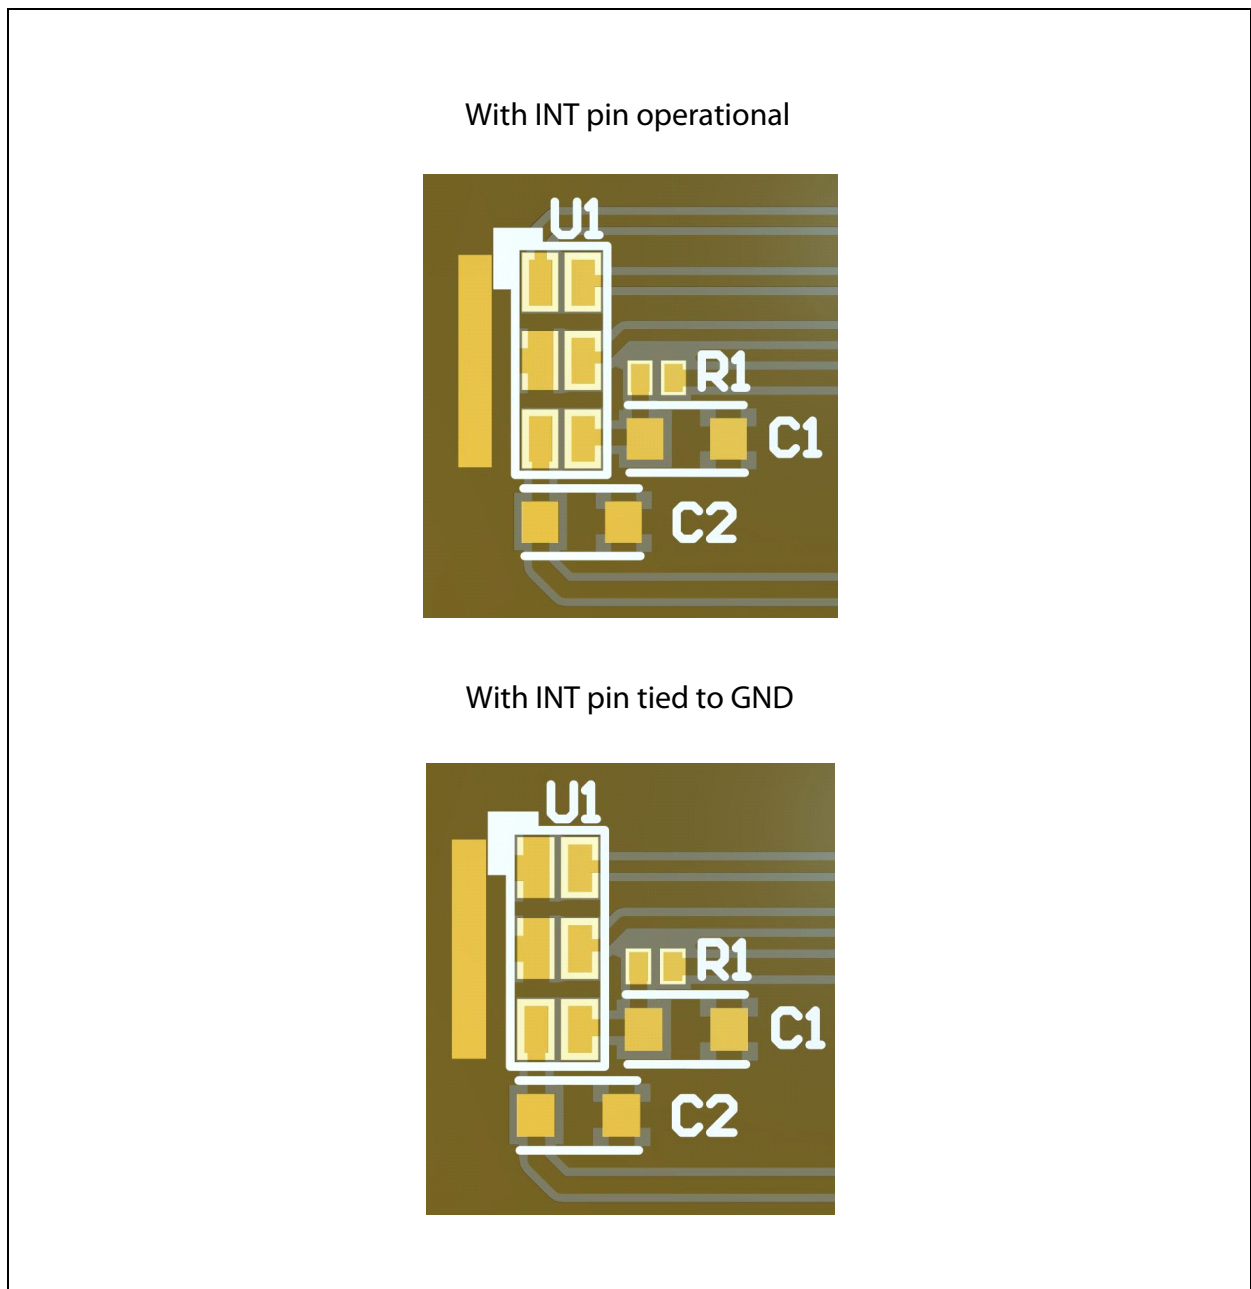 With INT pin operational
U1
R1
C1
C2
With INT pin tied to GND
U1
R1
C1
C2